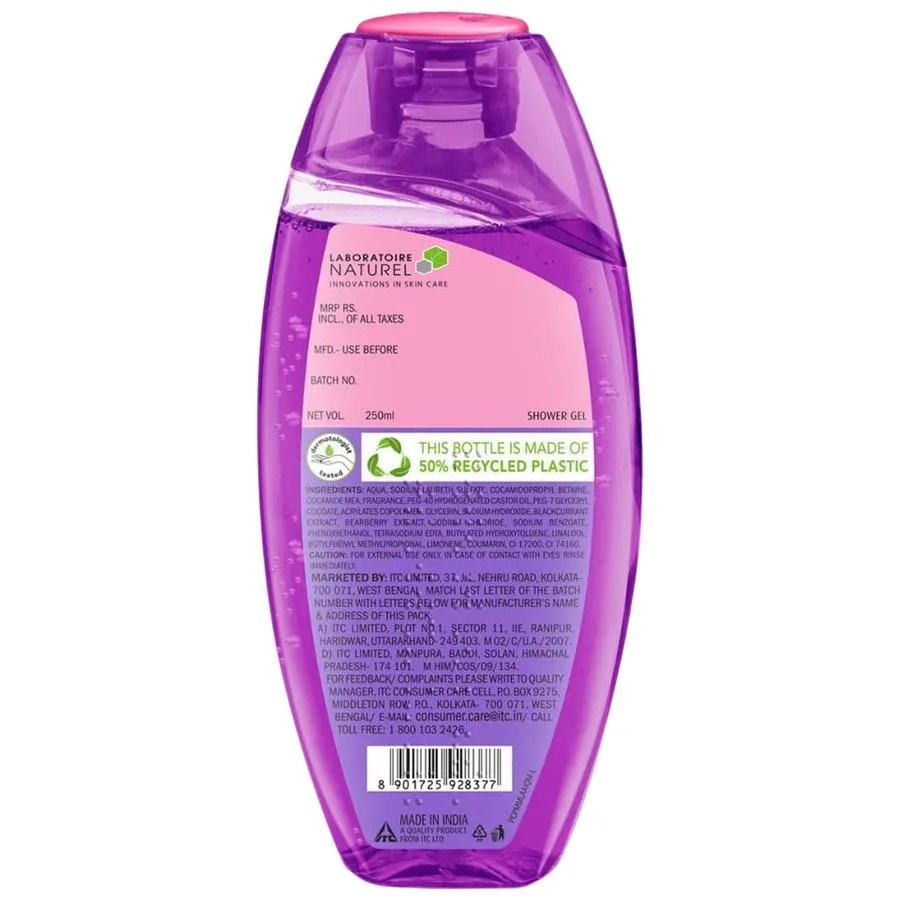 LABORATOIRE
NATUREL
INNOVATIONS IN SKIN CARE
MRP RS.
INCL., OF ALL TAXES
MFD.- USE BEFORE
BATCH NO.
NET VOL. 250ml SHOWER GEL
dermatologist
tested
THIS BOTTLE IS MADE OF
50% RECYCLED PLASTIC
INGREDIENTS: AQUA, SODIUM LAURETH SULFATE, COCAMIDOPROPYL BETAINE,
COCAMIDE MEA, FRAGRANCE, PEG-40 HYDROGENATED CASTOR OIL, PEG-7 GLYCERYL
COCOATE, ACRYLATES COPOLYMER, GLYCERIN, SODIUM HYDROXIDE, BLACKCURRANT
EXTRACT, BEARBERRY EXTRACT, SODIUM CHLORIDE, SODIUM BENZOATE,
PHENOXYETHANOL, TETRASODIUM EDTA, BUTYLATED HYDROXYTOLUENE, LINALOOL,
BUTYLPHENYL METHYLPROPIONAL, LIMONENE, COUMARIN, CI 17200, CI 74160.
CAUTION: FOR EXTERNAL USE ONLY. IN CASE OF CONTACT WITH EYES RINSE
IMMEDIATELY.
MARKETED BY: ITC LIMITED, 37, J.L. NEHRU ROAD, KOLKATA-
700 071, WEST BENGAL. MATCH LAST LETTER OF THE BATCH
NUMBER WITH LETTERS BELOW FOR MANUFACTURER'S NAME
& ADDRESS OF THIS PACK.
A) ITC LIMITED, PLOT NO.1, SECTOR 11, IIE, RANIPUR,
HARIDWAR, UTTARAKHAND- 249 403. M 02/C/U.A./2007.
D) ITC LIMITED, MANPURA, BADDI, SOLAN, HIMACHAL
PRADESH- 174 101. M HIM/COS/09/134.
FOR FEEDBACK/ COMPLAINTS PLEASE WRITE TO QUALITY
MANAGER, ITC CONSUMER CARE CELL, P.O. BOX 9275,
MIDDLETON ROW P.O., KOLKATA- 700 071, WEST
BENGAL/ E-MAIL: consumer.care@itc.in/ CALL
TOLL FREE: 1 800 103 2426.
8 901725 928377
MADE IN INDIA
A QUALITY PRODUCT
FROM ITC LTD
ITC